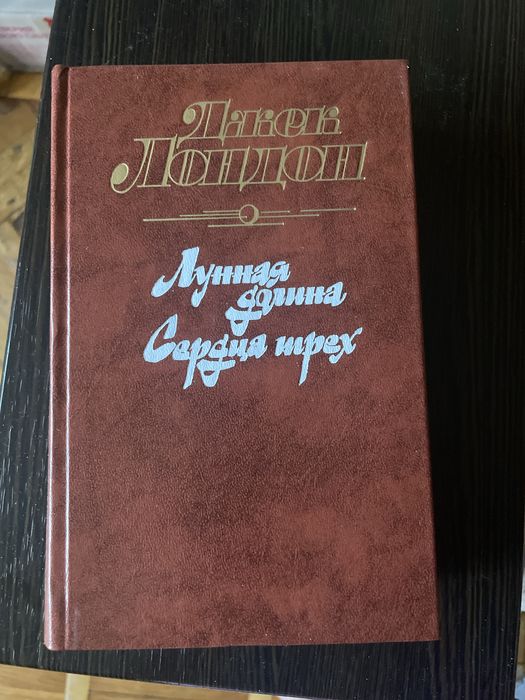 Джек
Лондон
Лунная
долина
Сердца трех